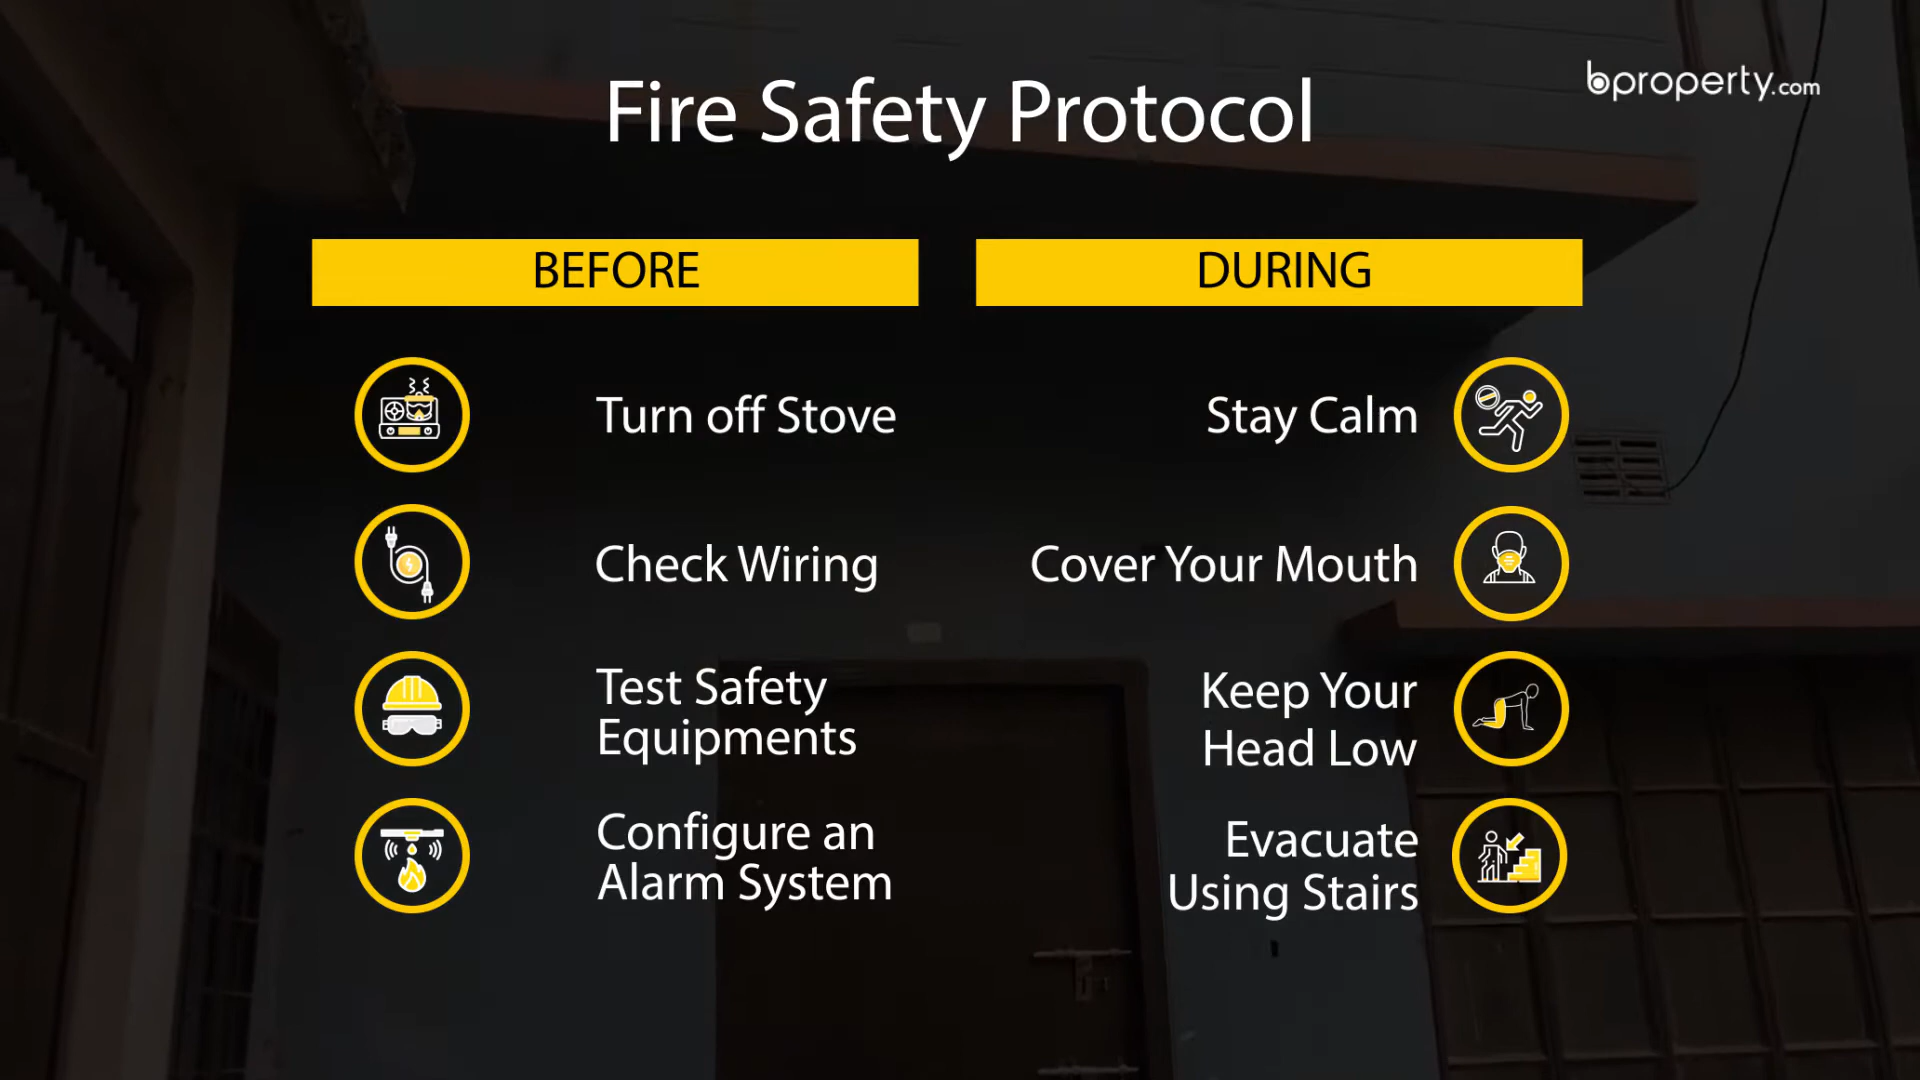 Fire Safety Protocol
bproperty.com
BEFORE
Turn off Stove
Check Wiring
Test Safety
Equipments
Configure an
Alarm System
DURING
Stay Calm
Cover Your Mouth
Keep Your
Head Low
Evacuate
Using Stairs